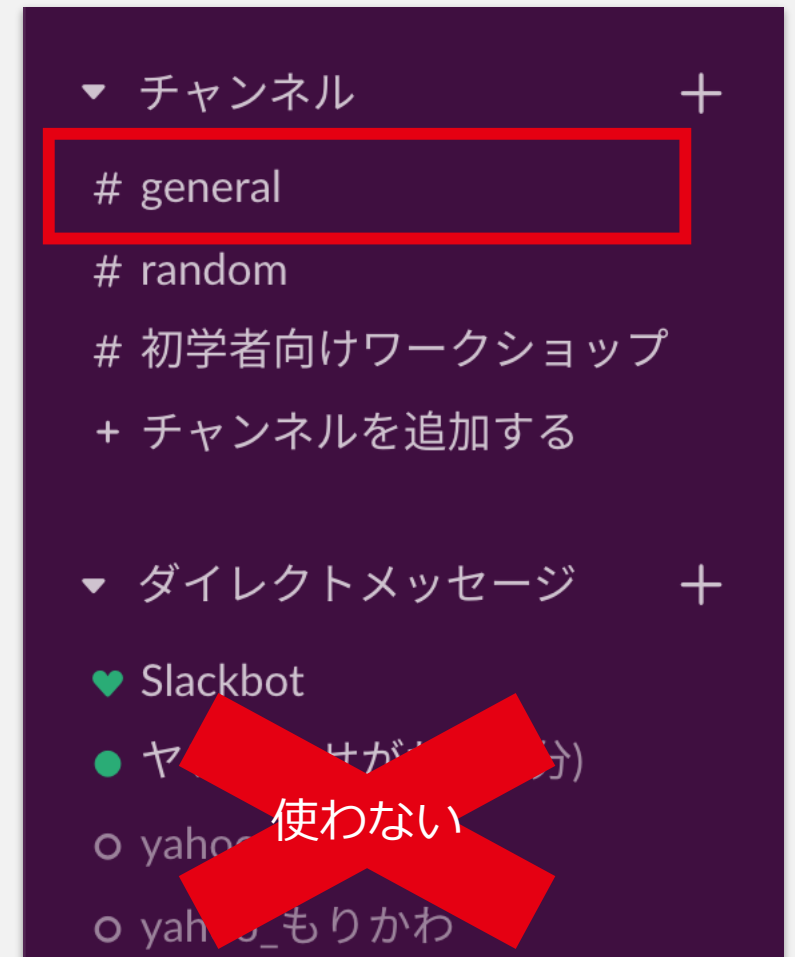 チャンネル
# general
# random
# 初学者向けワークショップ
+ チャンネルを追加する
ダイレクトメッセージ
Slackbot
使わない
もりかわ